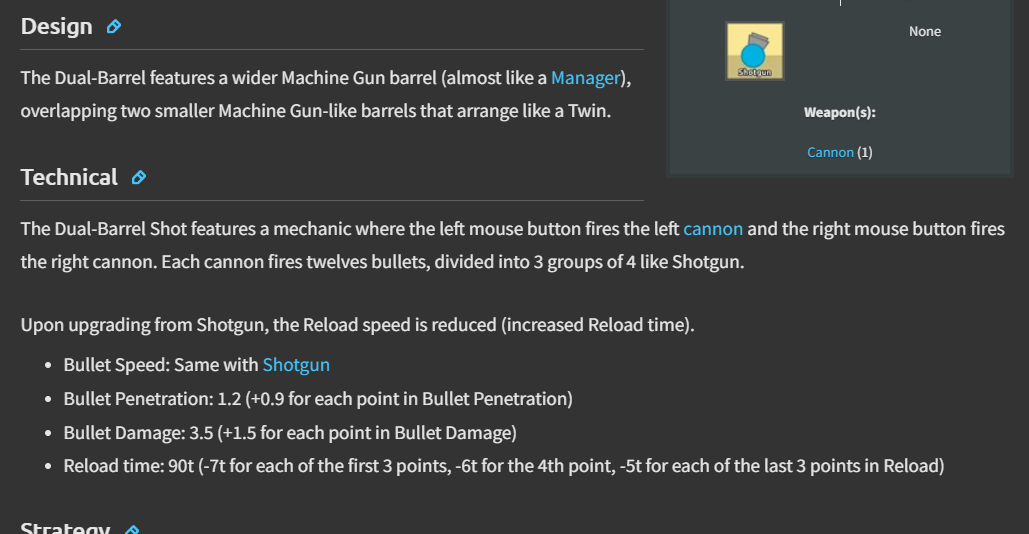 Design
The Dual-Barrel features a wider Machine Gun barrel (almost like a Manager),
overlapping two smaller Machine Gun-like barrels that arrange like a Twin.
Shotgun
None
Weapon(s):
Cannon (1)
Technical
The Dual-Barrel Shot features a mechanic where the left mouse button fires the left cannon and the right mouse button fires
the right cannon. Each cannon fires twelves bullets, divided into 3 groups of 4 like Shotgun.
Upon upgrading from Shotgun, the Reload speed is reduced (increased Reload time).
• Bullet Speed: Same with Shotgun
• Bullet Penetration: 1.2 (+0.9 for each point in Bullet Penetration)
• Bullet Damage: 3.5 (+1.5 for each point in Bullet Damage)
• Reload time: 90t (-7t for each of the first 3 points, -6t for the 4th point, -5t for each of the last 3 points in Reload)
Strategy